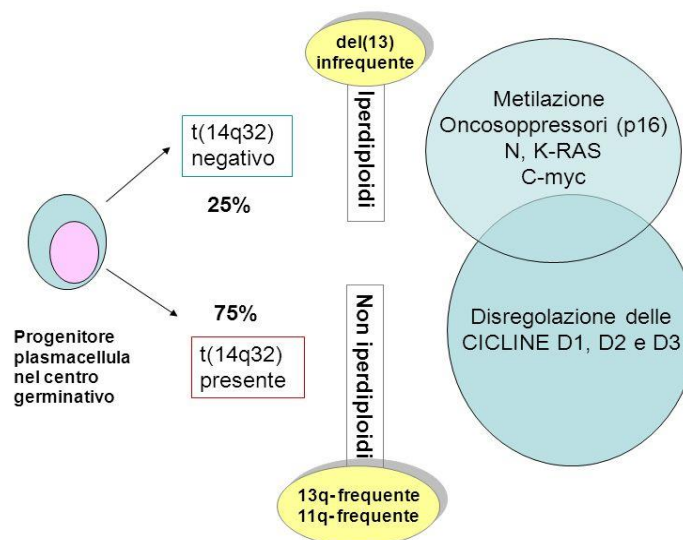 del(13)
infrequente
Iperdiploidi
Metilazione
Oncosoppressori (p16)
N, K-RAS
C-myc
t(14q32)
negativo
25%
75%
t(14q32)
presente
Progenitore
plasmacellula
nel centro
germinativo
Non iperdiploidi
Disregolazione delle
CICLINE D1, D2 e D3
13q-frequente
11q-frequente